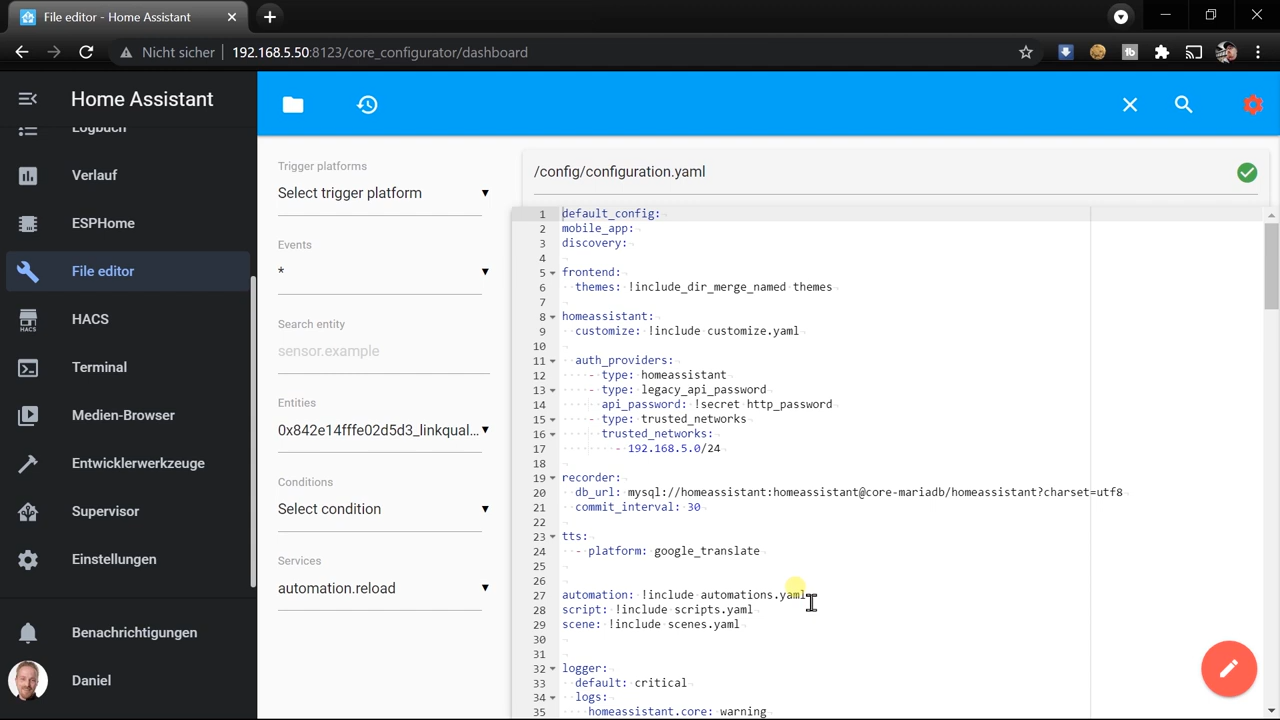 File editor - Home Assistant
Nicht sicher
192.168.5.50:8123/core_configurator/dashboard
Home Assistant
Logbuch
Verlauf
ESPHome
File editor
HACS
HACS
Terminal
Medien-Browser
Entwicklerwerkzeuge
Supervisor
Einstellungen
Benachrichtigungen
Daniel
Trigger platforms
Select trigger platform
Events
*
Search entity
sensor.example
Entities
0x842e14fffe02d5d3_linkqual...
Conditions
Select condition
Services
automation.reload
/config/configuration.yaml
1 default_config:
2 mobile_app:
3 discovery:
4
5 frontend:
6 themes: !include_dir_merge_named themes
7
8 homeassistant:
9 customize: !include customize.yaml
10
11 auth_providers:
12 - type: homeassistant
13 - type: legacy_api_password
14 api_password: !secret http_password
15 - type: trusted_networks
16 trusted_networks:
17 - 192.168.5.0/24
18
19 recorder:
20 db_url: mysql://homeassistant:homeassistant@core-mariadb/homeassistant?charset=utf8
21 commit_interval: 30
22
23 tts:
24 - platform: google_translate
25
26
27 automation: !include automations.yaml
28 script: !include scripts.yaml
29 scene: !include scenes.yaml
30
31
32 logger:
33 default: critical
34 logs:
35 homeassistant.core: warning